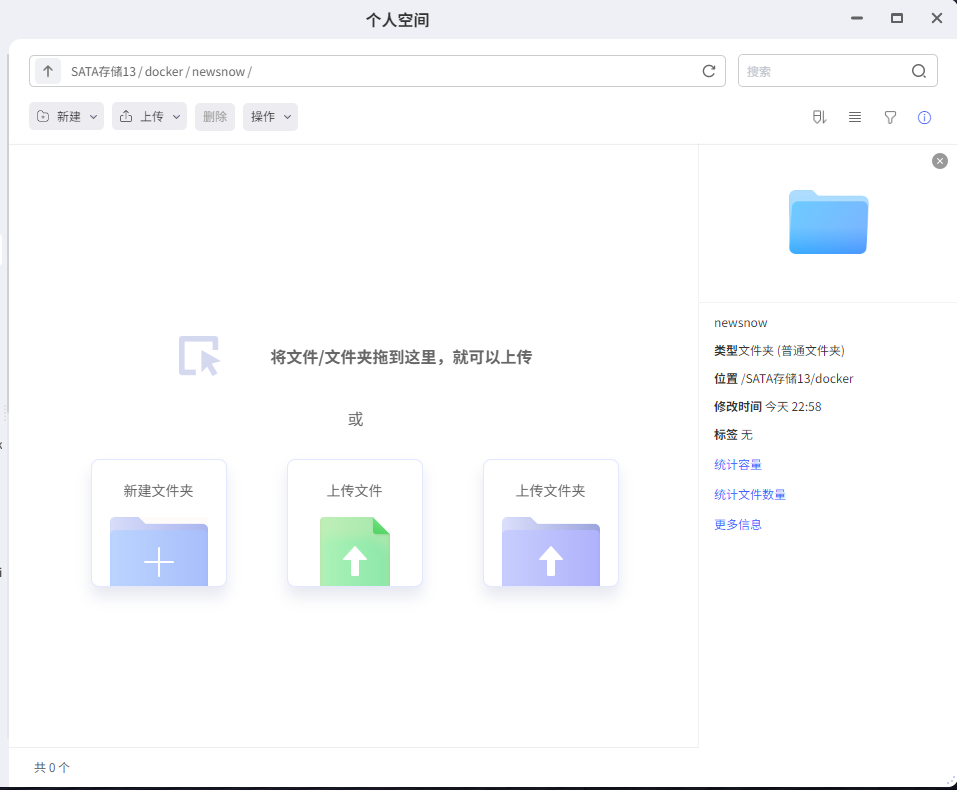 个人空间
SATA存储13 / docker / newsnow /
搜索
新建 上传 删除 操作
将文件/文件夹拖到这里，就可以上传
或
新建文件夹 上传文件 上传文件夹
newsnow
类型文件夹 (普通文件夹)
位置 /SATA存储13/docker
修改时间 今天 22:58
标签 无
统计容量
统计文件数量
更多信息
共 0 个